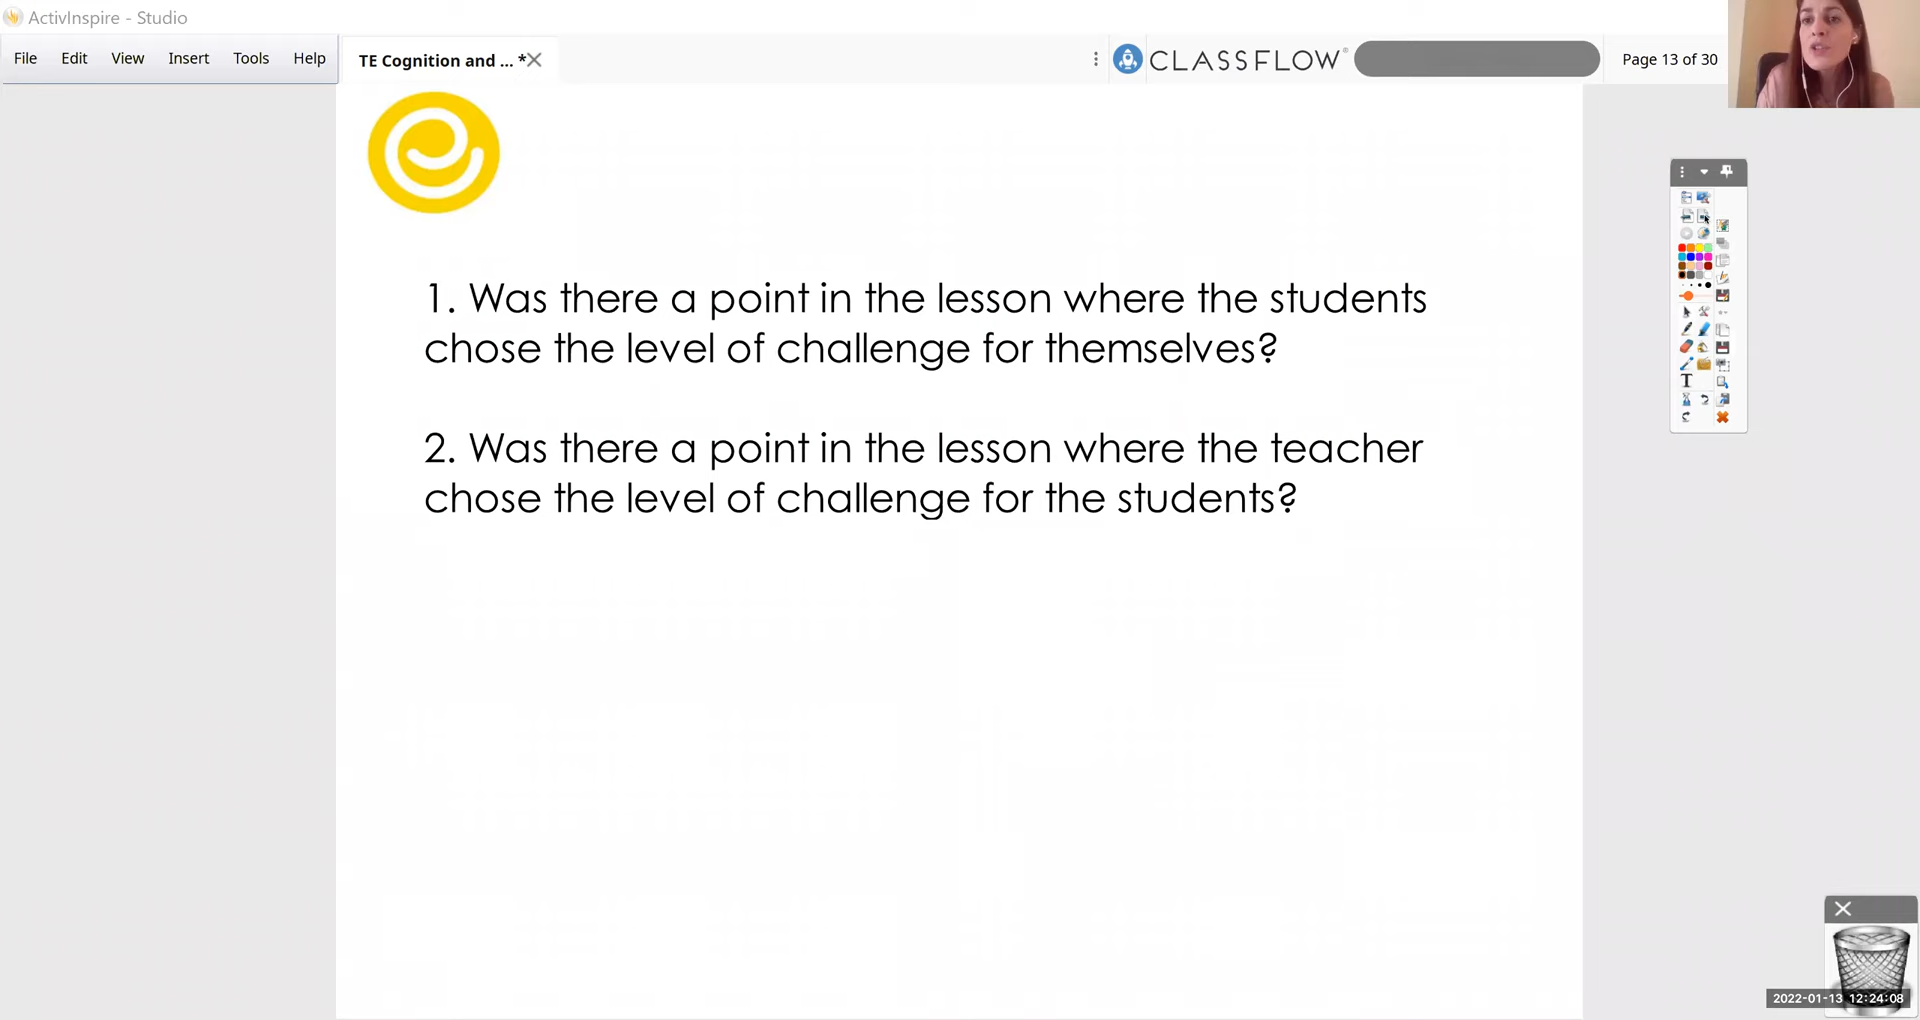 ActivInspire - Studio
File Edit View Insert Tools Help
TE Cognition and ... *
CLASSFLOW®
Page 13 of 30
1. Was there a point in the lesson where the students
chose the level of challenge for themselves?
2. Was there a point in the lesson where the teacher
chose the level of challenge for the students?
T
2022-01-13 12:24:08